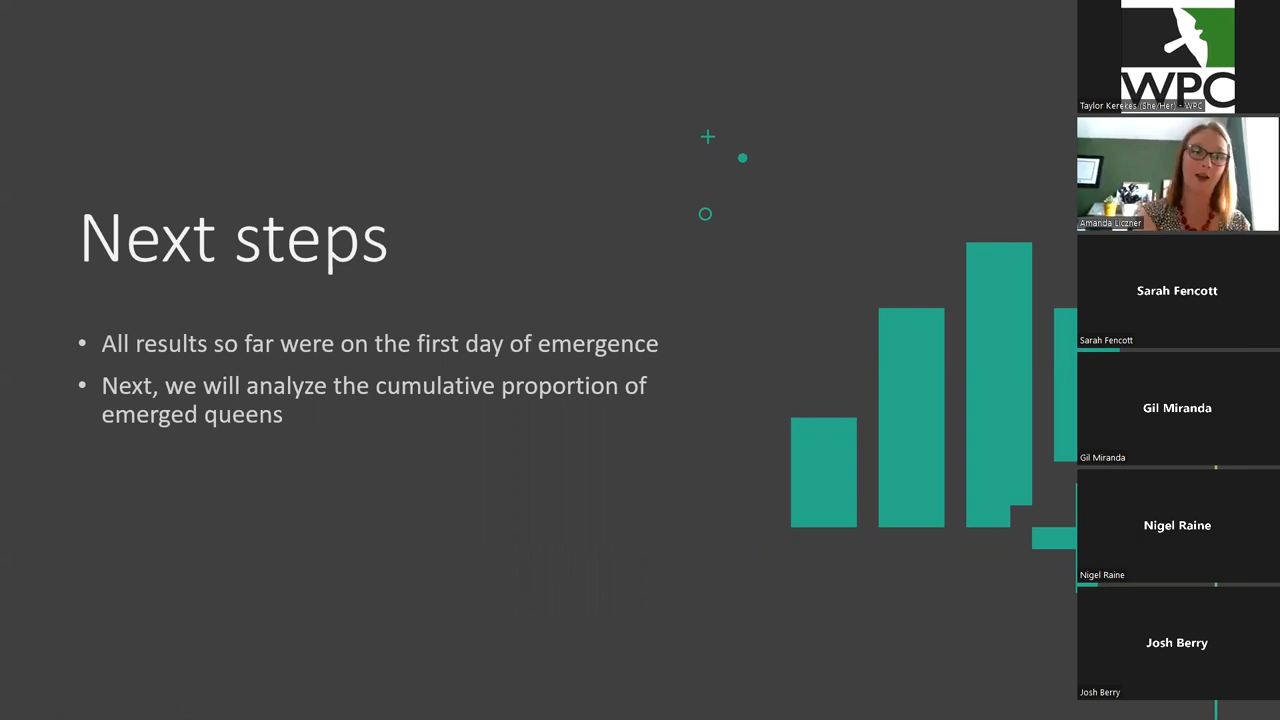 Next steps
• All results so far were on the first day of emergence
• Next, we will analyze the cumulative proportion of
emerged queens
WPC
Taylor Kerekes (She/Her) - WPC
Amanda Liczner
Sarah Fencott
Sarah Fencott
Gil Miranda
Gil Miranda
Nigel Raine
Nigel Raine
Josh Berry
Josh Berry